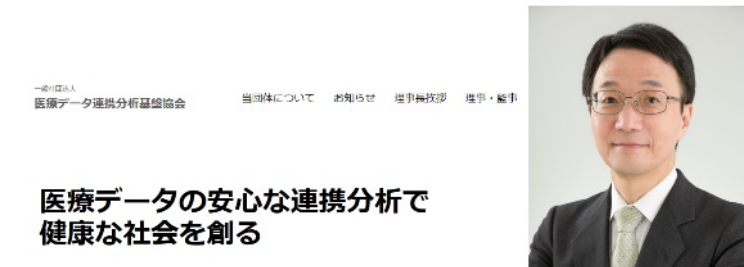 一般社団法人
医療データ連携分析基盤協会
当団体について お知らせ 理事長挨拶 理事・監事
医療データの安心な連携分析で
健康な社会を創る